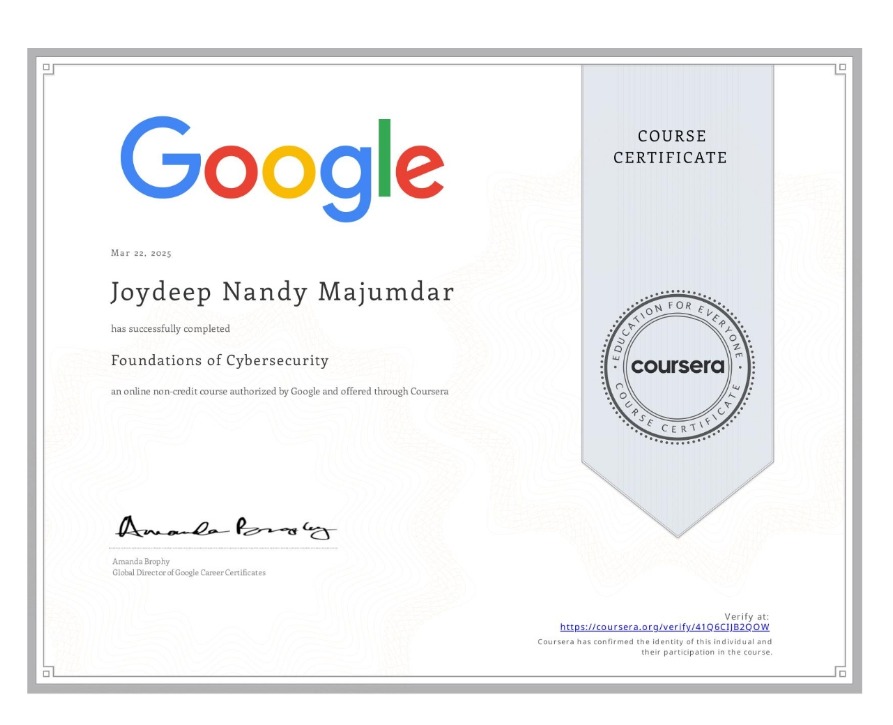 Google
COURSE
CERTIFICATE
Mar 22, 2025
Joydeep Nandy Majumdar
has successfully completed
Foundations of Cybersecurity
an online non-credit course authorized by Google and offered through Coursera
EDUCATION FOR EVERYONE
coursera
COURSE CERTIFICATE
Amanda Brophy
Amanda Brophy
Global Director of Google Career Certificates
Verify at:
https://coursera.org/verify/41Q6CIJB2QOW
Coursera has confirmed the identity of this individual and
their participation in the course.